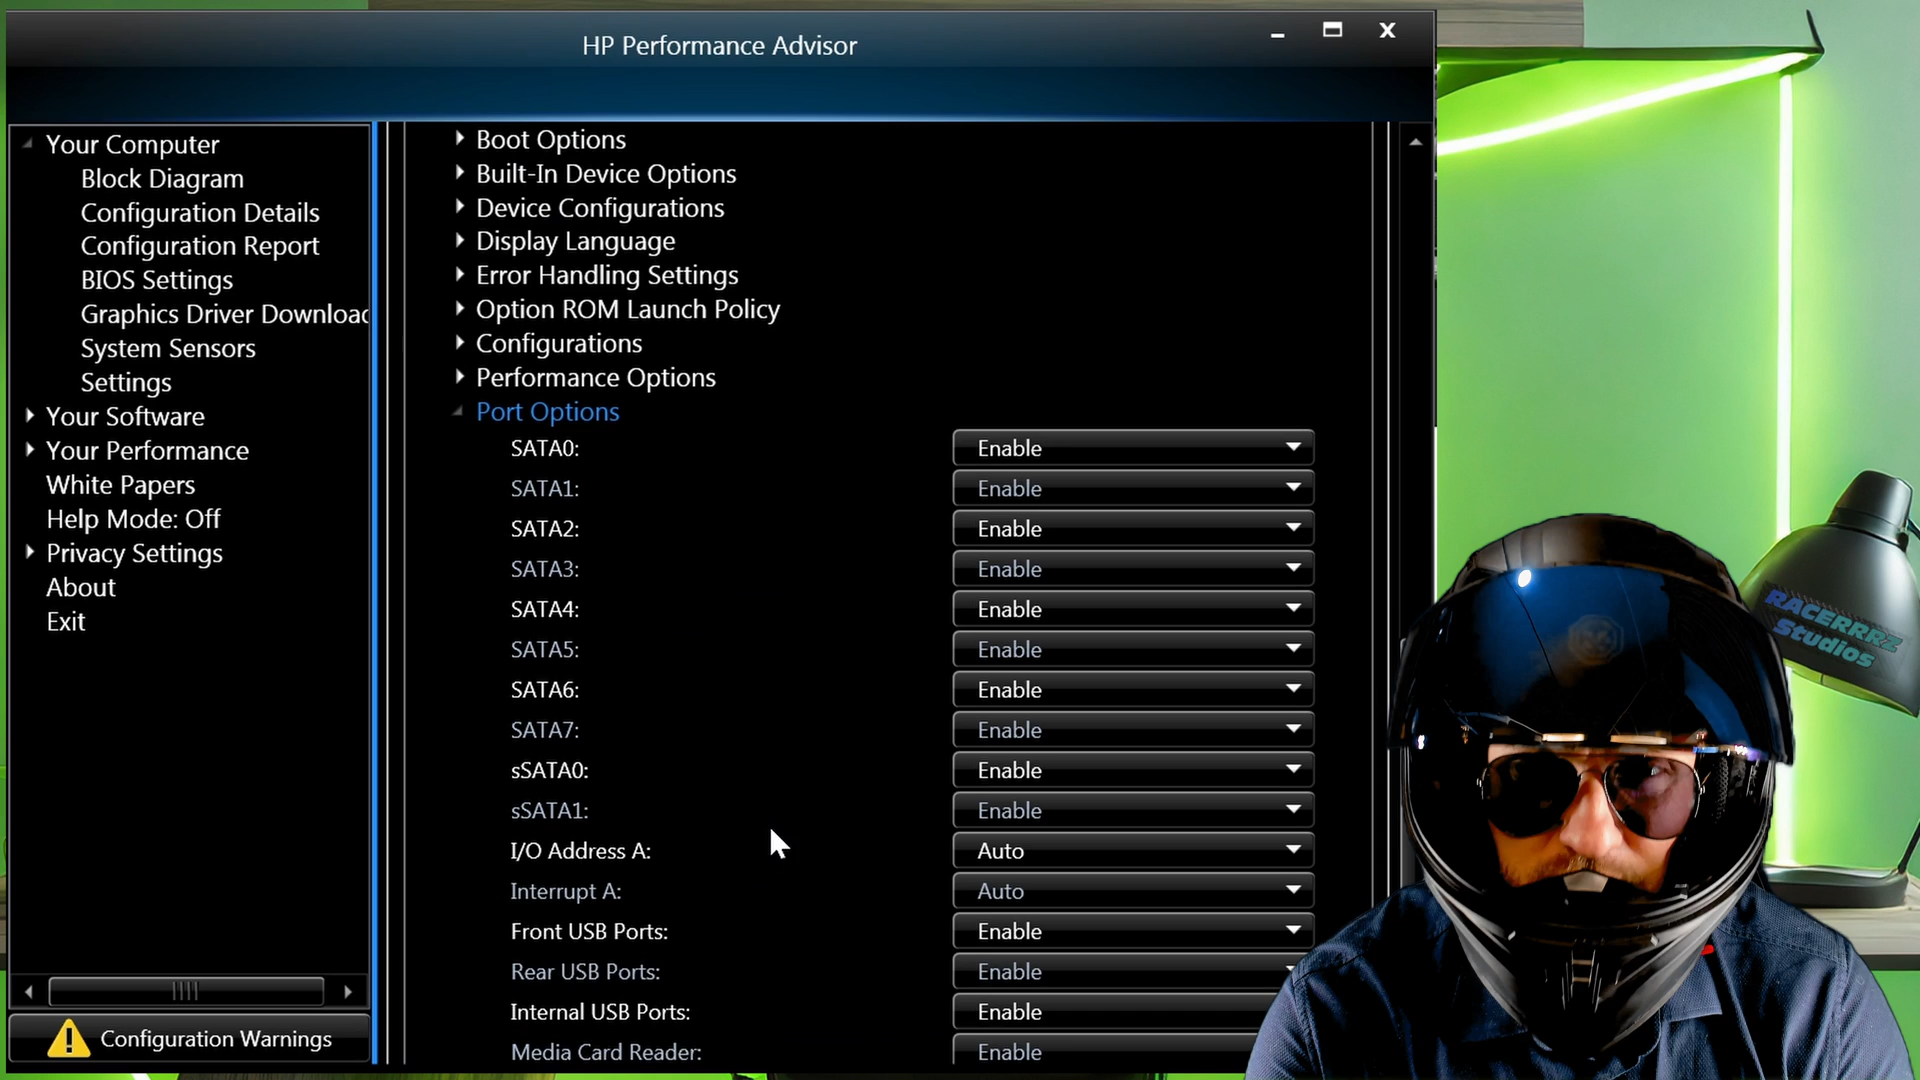 HP Performance Advisor
Your Computer
Block Diagram
Configuration Details
Configuration Report
BIOS Settings
Graphics Driver Downloac
System Sensors
Settings
Your Software
Your Performance
White Papers
Help Mode: Off
Privacy Settings
About
Exit
Configuration Warnings
Boot Options
Built-In Device Options
Device Configurations
Display Language
Error Handling Settings
Option ROM Launch Policy
Configurations
Performance Options
Port Options
SATA0: Enable
SATA1: Enable
SATA2: Enable
SATA3: Enable
SATA4: Enable
SATA5: Enable
SATA6: Enable
SATA7: Enable
sSATA0: Enable
sSATA1: Enable
I/O Address A: Auto
Interrupt A: Auto
Front USB Ports: Enable
Rear USB Ports: Enable
Internal USB Ports: Enable
Media Card Reader: Enable
RACERRRZ
Studios